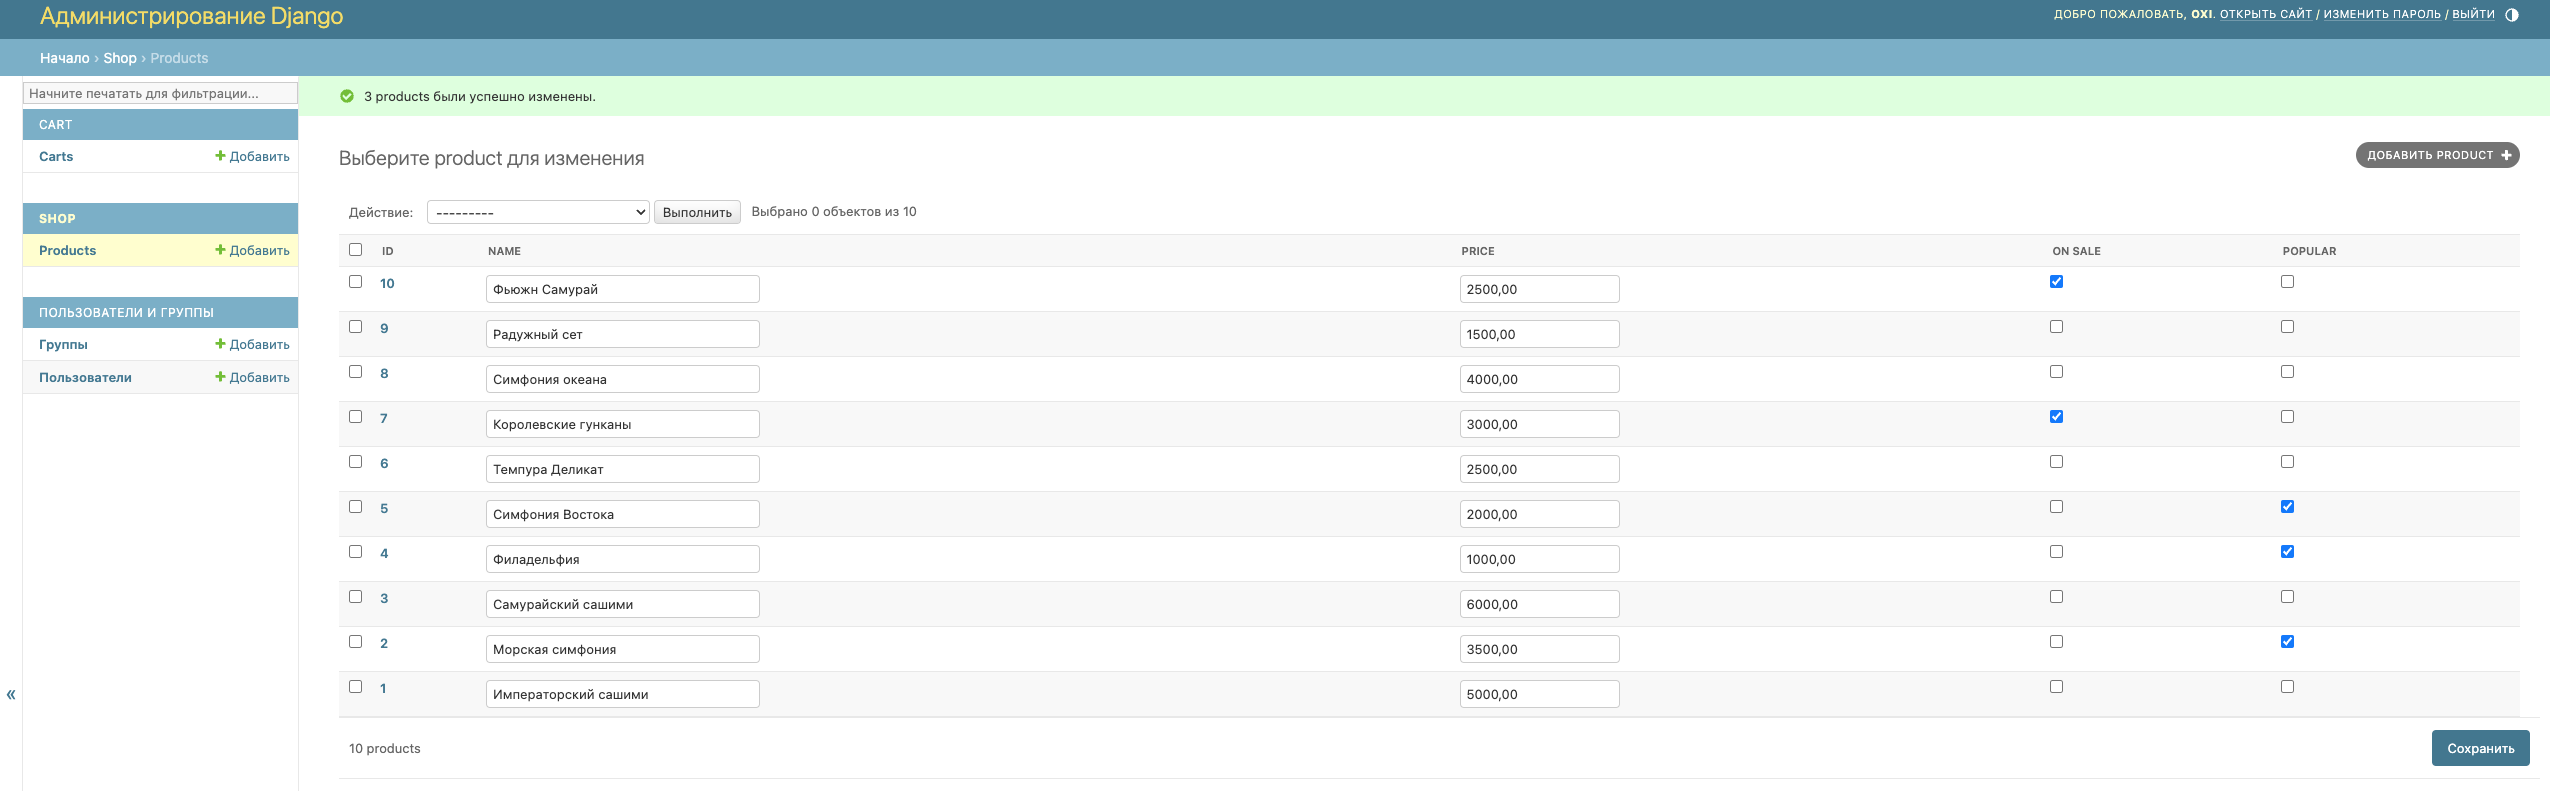 Администрирование Django
ДОБРО ПОЖАЛОВАТЬ, OXI. ОТКРЫТЬ САЙТ / ИЗМЕНИТЬ ПАРОЛЬ / ВЫЙТИ
Начало › Shop › Products
Начните печатать для фильтрации...
CART
Carts + Добавить
SHOP
Products + Добавить
ПОЛЬЗОВАТЕЛИ И ГРУППЫ
Группы + Добавить
Пользователи + Добавить
«
3 products были успешно изменены.
Выберите product для изменения
ДОБАВИТЬ PRODUCT +
Действие: --------- Выполнить Выбрано 0 объектов из 10
ID NAME PRICE ON SALE POPULAR
10 Фьюжн Самурай 2500,00
9 Радужный сет 1500,00
8 Симфония океана 4000,00
7 Королевские гунканы 3000,00
6 Темпура Деликат 2500,00
5 Симфония Востока 2000,00
4 Филадельфия 1000,00
3 Самурайский сашими 6000,00
2 Морская симфония 3500,00
1 Императорский сашими 5000,00
10 products
Сохранить